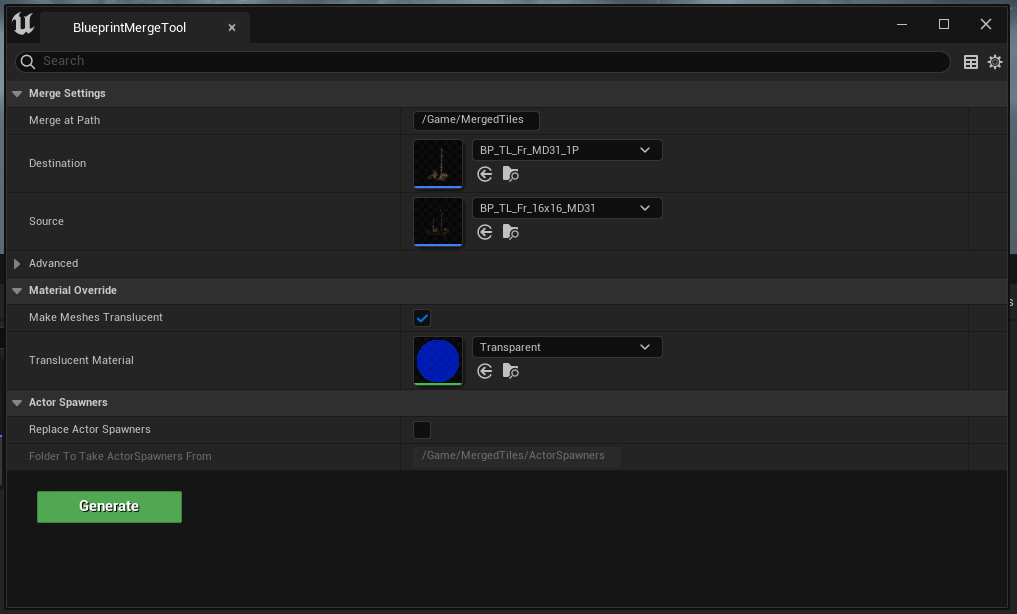 BlueprintMergeTool
Search
Merge Settings
Merge at Path
/Game/MergedTiles
Destination
BP_TL_Fr_MD31_1P
Source
BP_TL_Fr_16x16_MD31
Advanced
Material Override
Make Meshes Translucent
Translucent Material
Transparent
Actor Spawners
Replace Actor Spawners
Folder To Take ActorSpawners From
/Game/MergedTiles/ActorSpawners
Generate